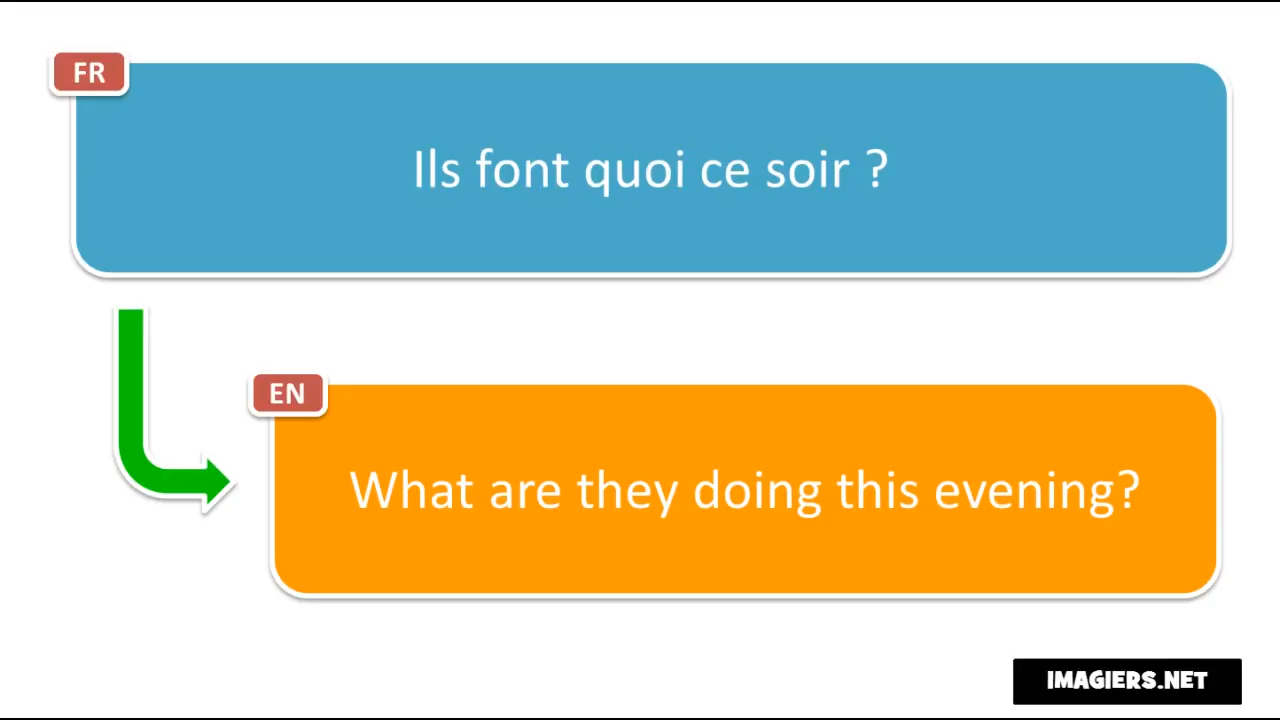 FR
Ils font quoi ce soir ?
EN
What are they doing this evening?
IMAGIERS.NET